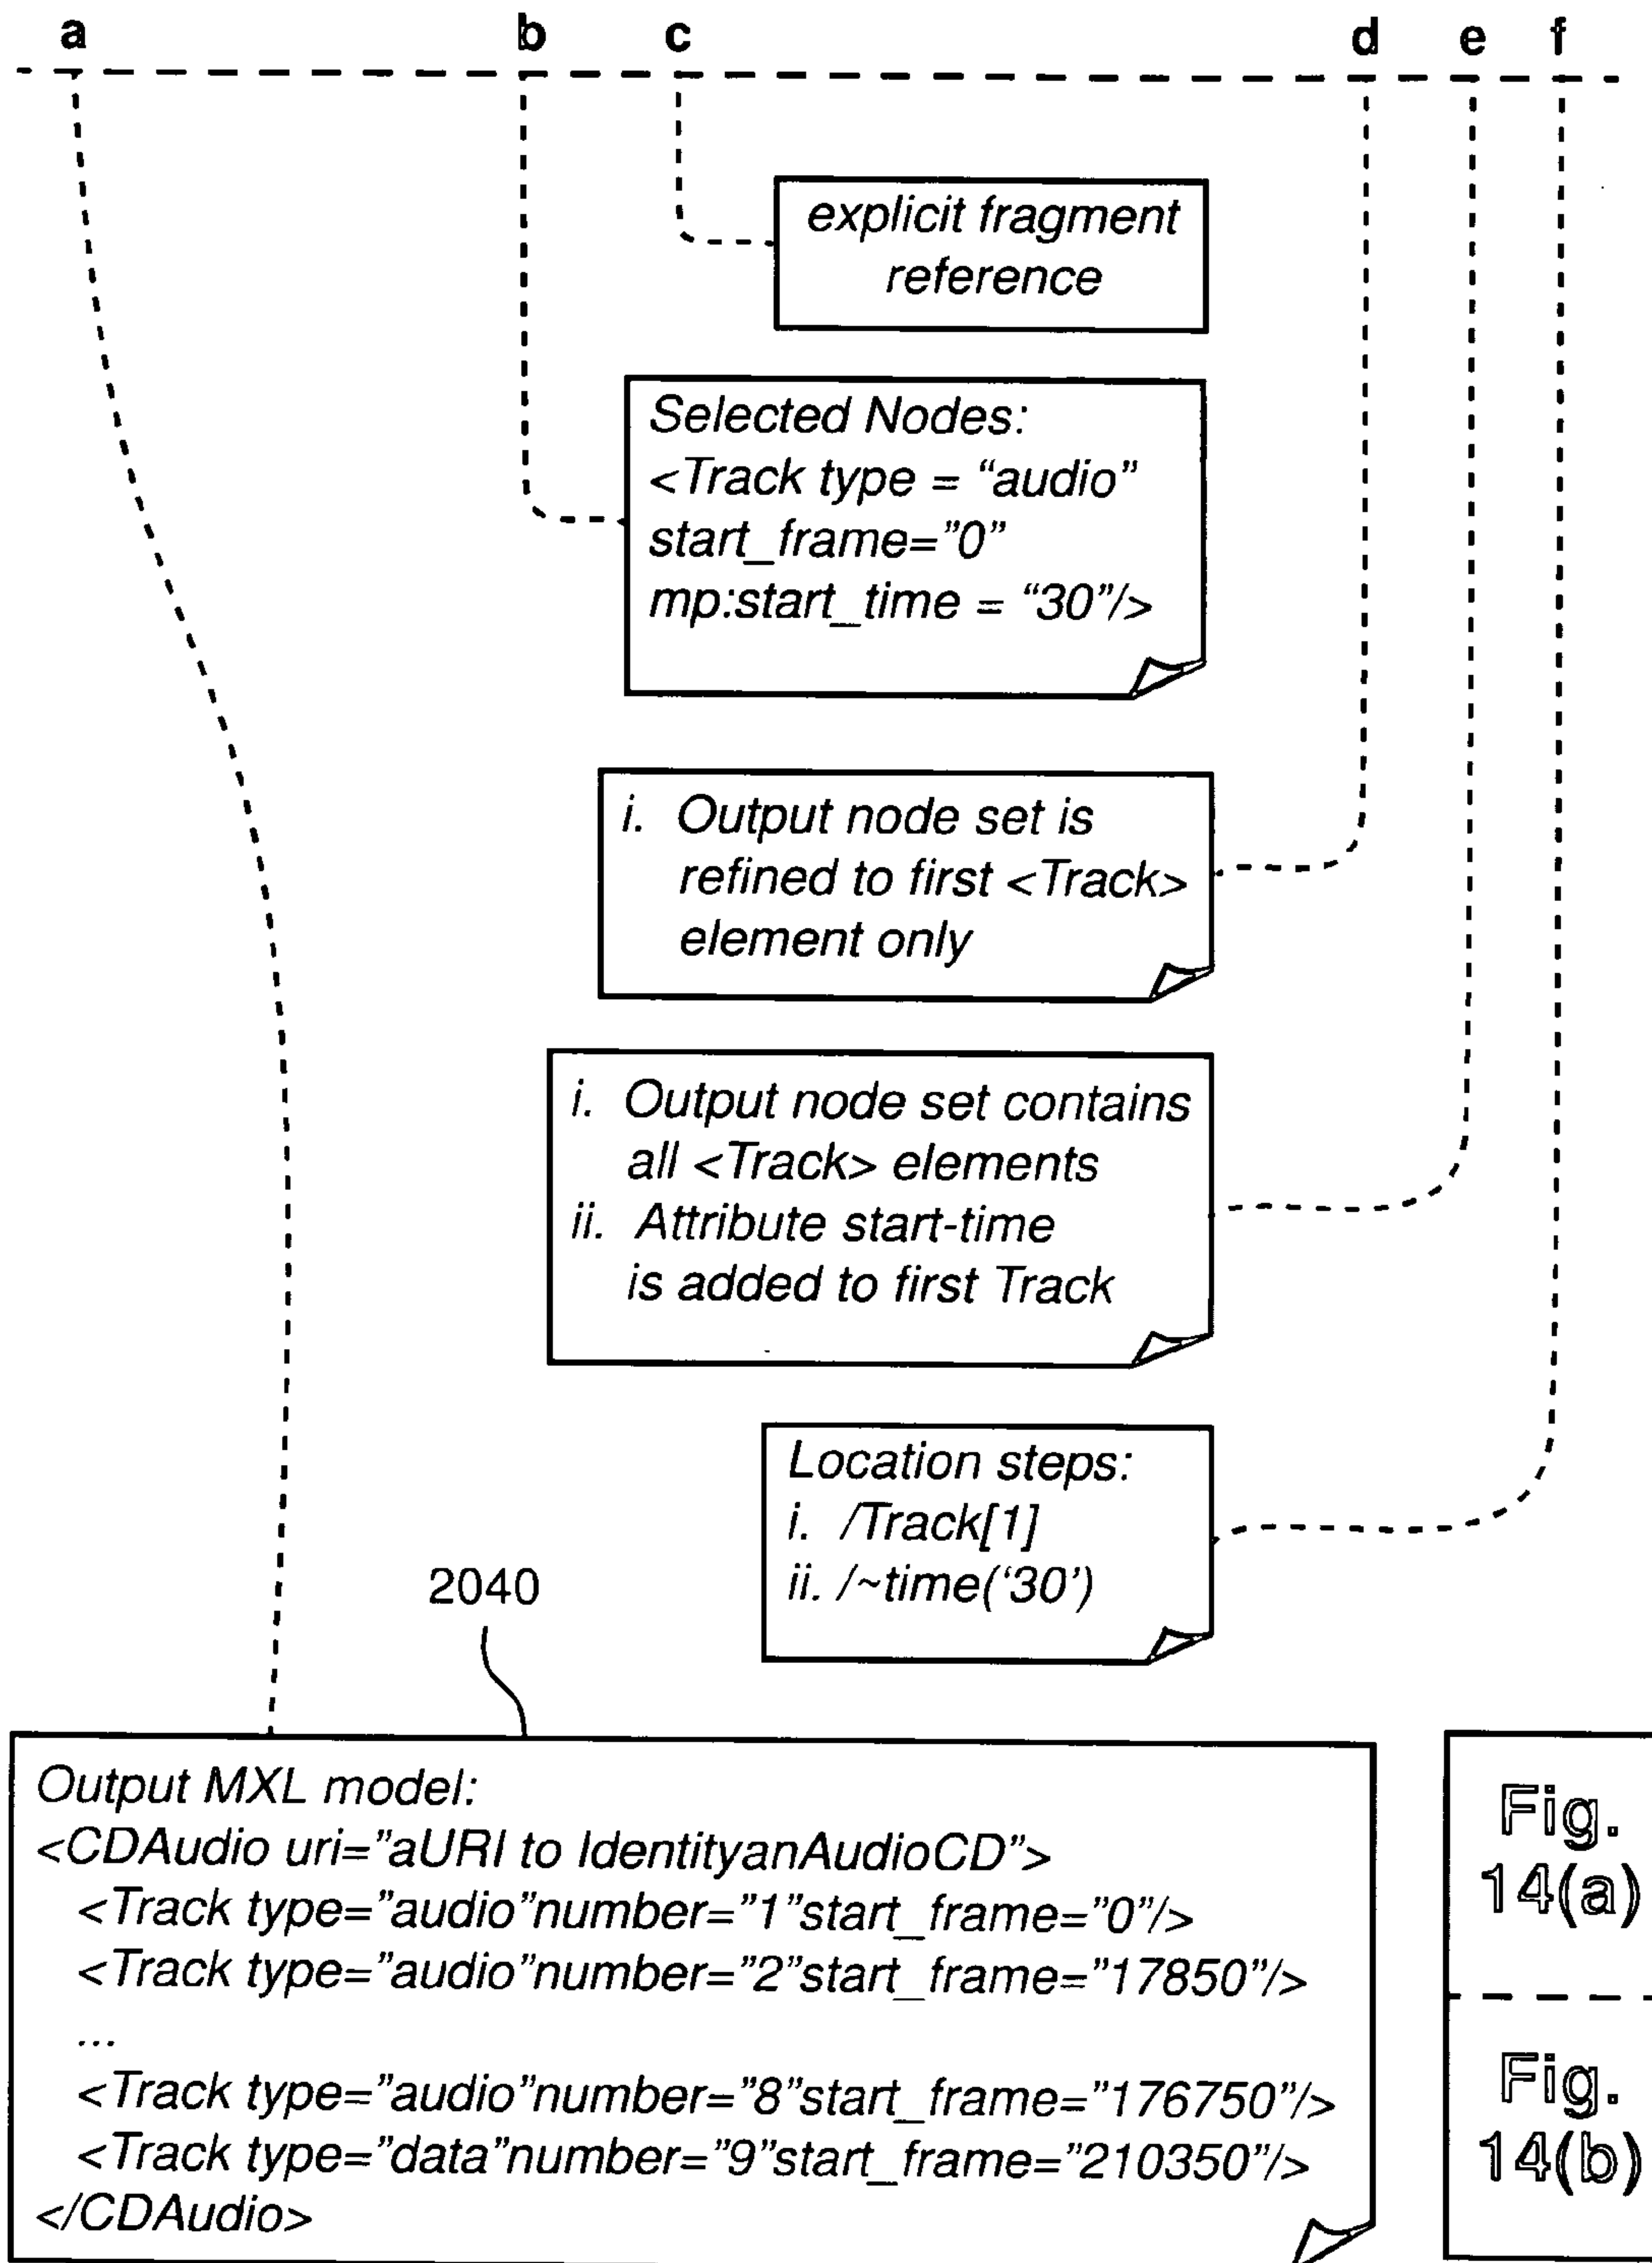 a b c d e f
explicit fragment
reference
Selected Nodes:
<Track type = “audio”
start_frame=”0”
mp:start_time = “30”/>
i. Output node set is
refined to first <Track>
element only
i. Output node set contains
all <Track> elements
ii. Attribute start-time
is added to first Track
Location steps:
i. /Track[1]
ii. /~time(‘30’)
2040
Output MXL model:
<CDAudio uri=”aURI to IdentityanAudioCD”>
<Track type=”audio”number=”1”start_frame=”0”/>
<Track type=”audio”number=”2”start_frame=”17850”/>
...
<Track type=”audio”number=”8”start_frame=”176750”/>
<Track type=”data”number=”9”start_frame=”210350”/>
</CDAudio>
Fig.
14(a)
Fig.
14(b)